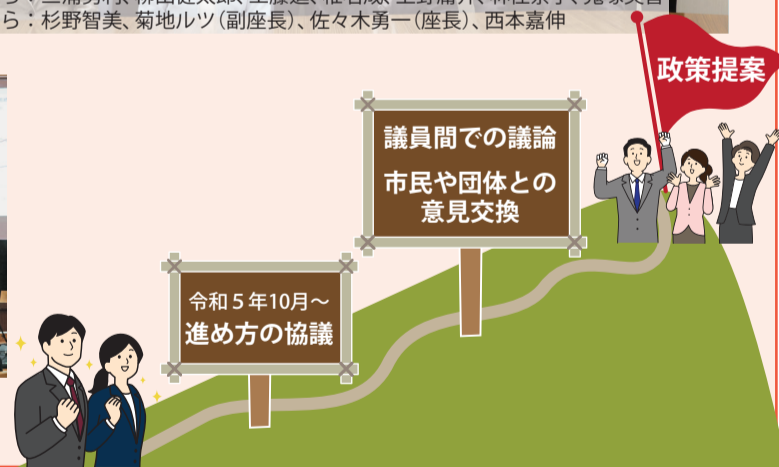 ら：杉野智美、菊地ルツ（副座長）、佐々木勇一（座長）、西本嘉伸
政策提案
議員間での議論
市民や団体との
意見交換
令和５年10月～
進め方の協議